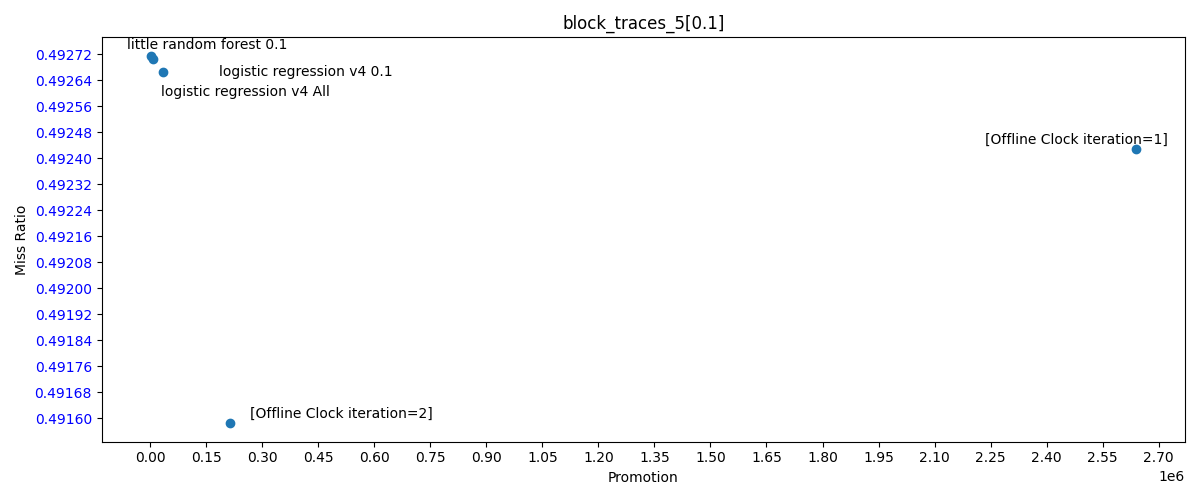 block_traces_5[0.1]
little random forest 0.1
logistic regression v4 0.1
logistic regression v4 All
[Offline Clock iteration=1]
[Offline Clock iteration=2]
Miss Ratio
0.49272
0.49264
0.49256
0.49248
0.49240
0.49232
0.49224
0.49216
0.49208
0.49200
0.49192
0.49184
0.49176
0.49168
0.49160
0.00 0.15 0.30 0.45 0.60 0.75 0.90 1.05 1.20 1.35 1.50 1.65 1.80 1.95 2.10 2.25 2.40 2.55 2.70
1e6
Promotion